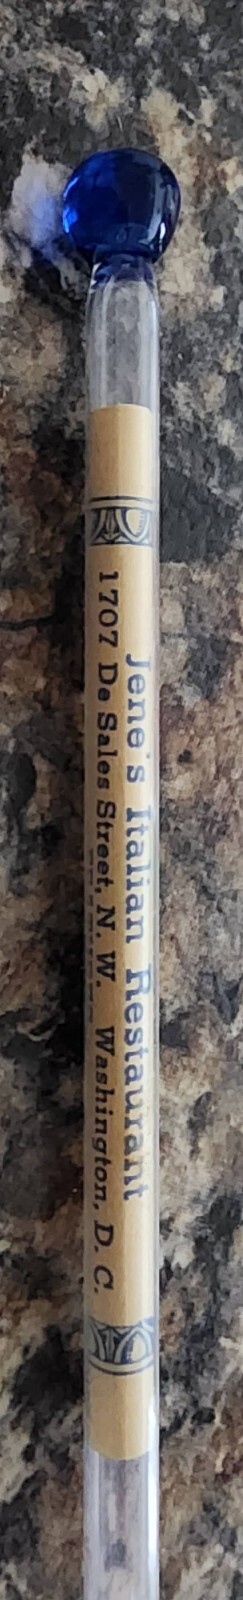 Jene's Italian Restaurant
1707 De Sales Street, N. W. Washington, D. C.